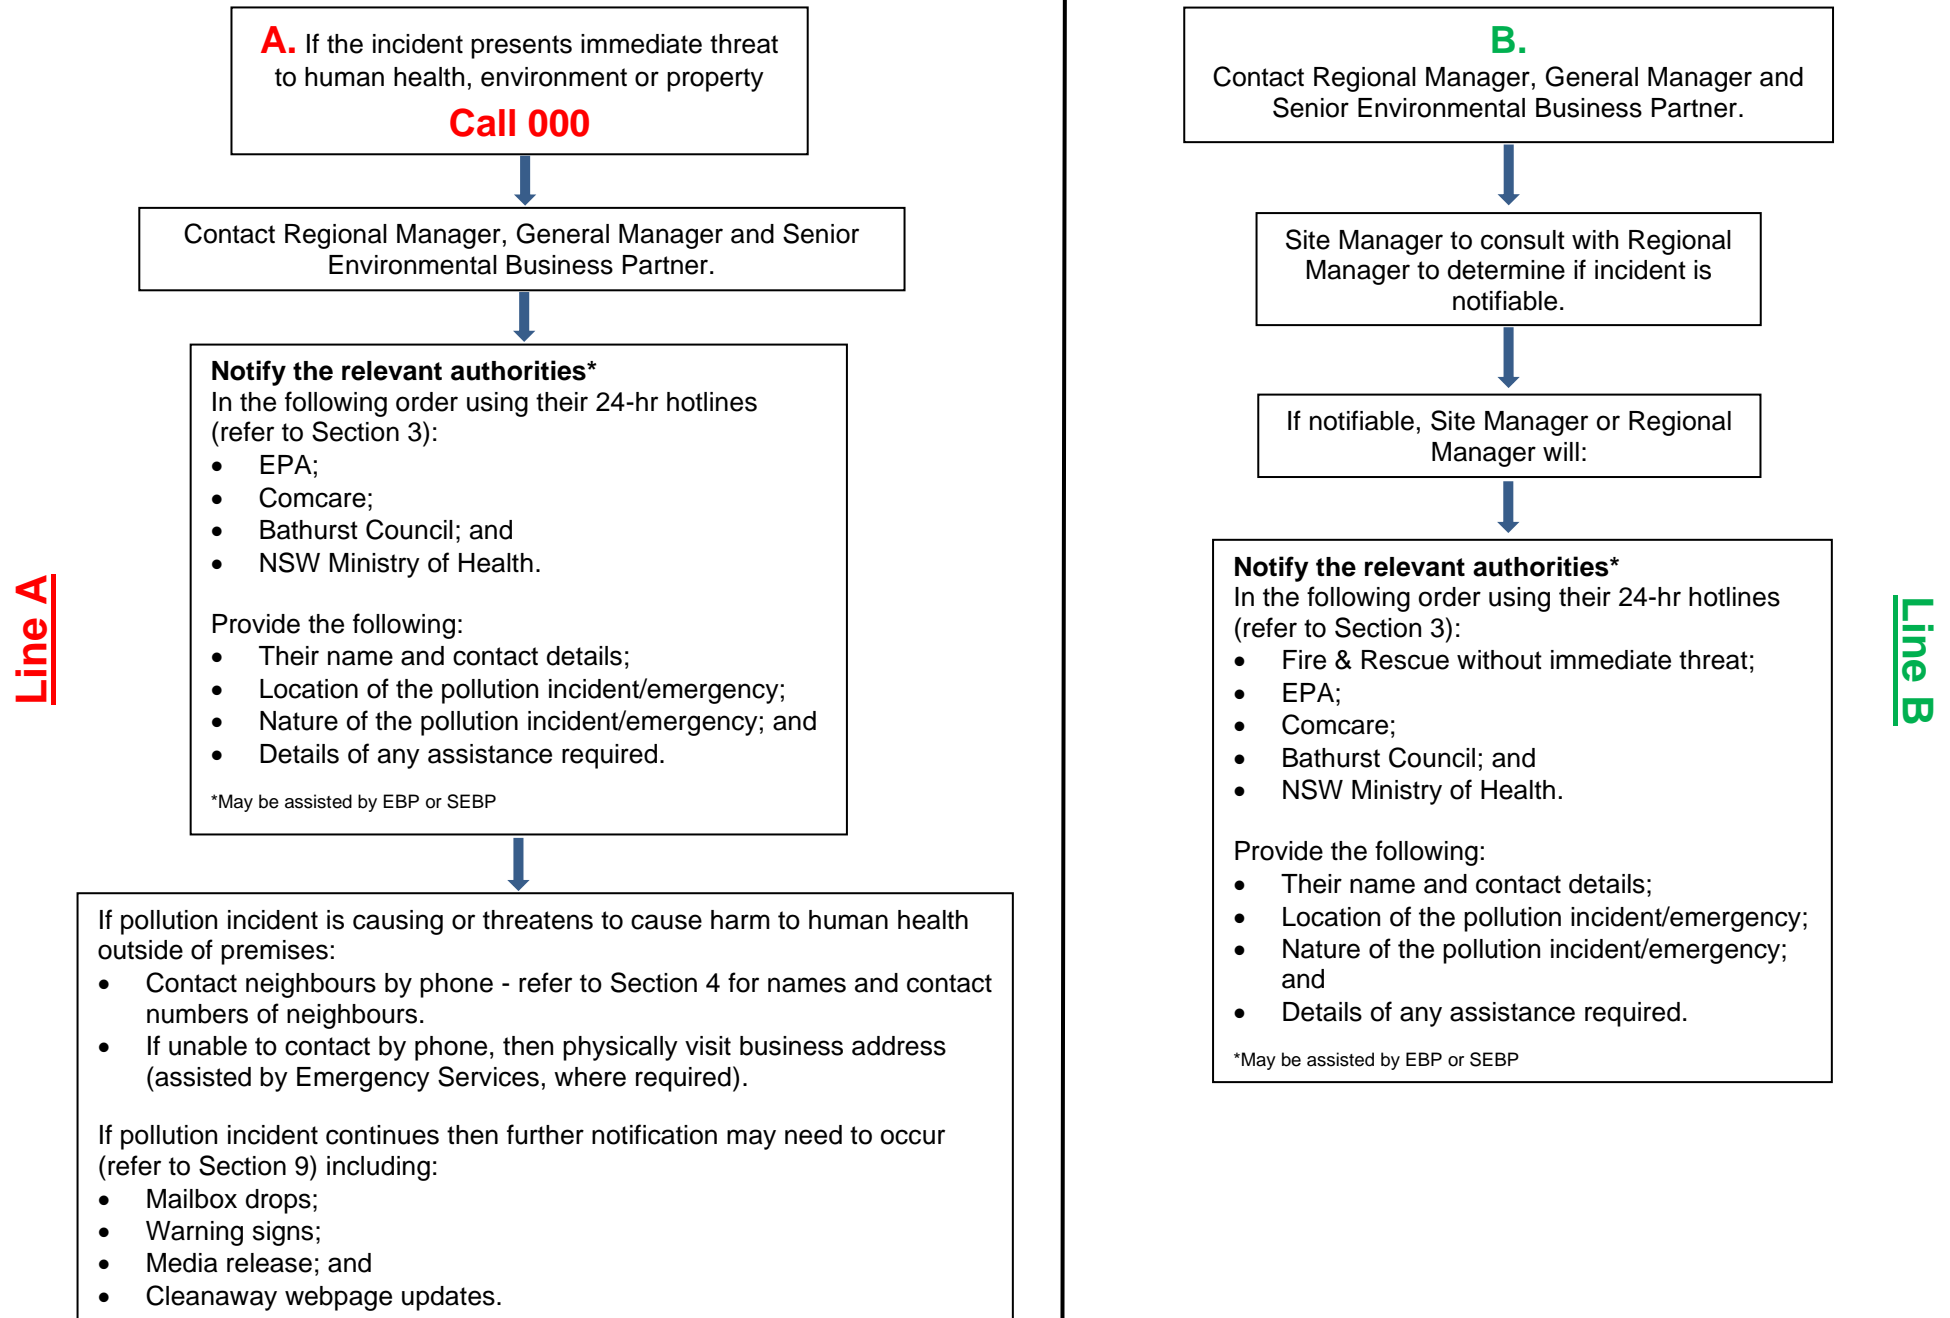 Line A
A. If the incident presents immediate threat
to human health, environment or property
Call 000
Contact Regional Manager, General Manager and Senior
Environmental Business Partner.
Notify the relevant authorities*
In the following order using their 24-hr hotlines
(refer to Section 3):
• EPA;
• Comcare;
• Bathurst Council; and
• NSW Ministry of Health.
Provide the following:
• Their name and contact details;
• Location of the pollution incident/emergency;
• Nature of the pollution incident/emergency; and
• Details of any assistance required.
*May be assisted by EBP or SEBP
If pollution incident is causing or threatens to cause harm to human health
outside of premises:
• Contact neighbours by phone - refer to Section 4 for names and contact
numbers of neighbours.
• If unable to contact by phone, then physically visit business address
(assisted by Emergency Services, where required).
If pollution incident continues then further notification may need to occur
(refer to Section 9) including:
• Mailbox drops;
• Warning signs;
• Media release; and
• Cleanaway webpage updates.
B.
Contact Regional Manager, General Manager and
Senior Environmental Business Partner.
Site Manager to consult with Regional
Manager to determine if incident is
notifiable.
If notifiable, Site Manager or Regional
Manager will:
Notify the relevant authorities*
In the following order using their 24-hr hotlines
(refer to Section 3):
• Fire & Rescue without immediate threat;
• EPA;
• Comcare;
• Bathurst Council; and
• NSW Ministry of Health.
Provide the following:
• Their name and contact details;
• Location of the pollution incident/emergency;
• Nature of the pollution incident/emergency;
and
• Details of any assistance required.
*May be assisted by EBP or SEBP
Line B